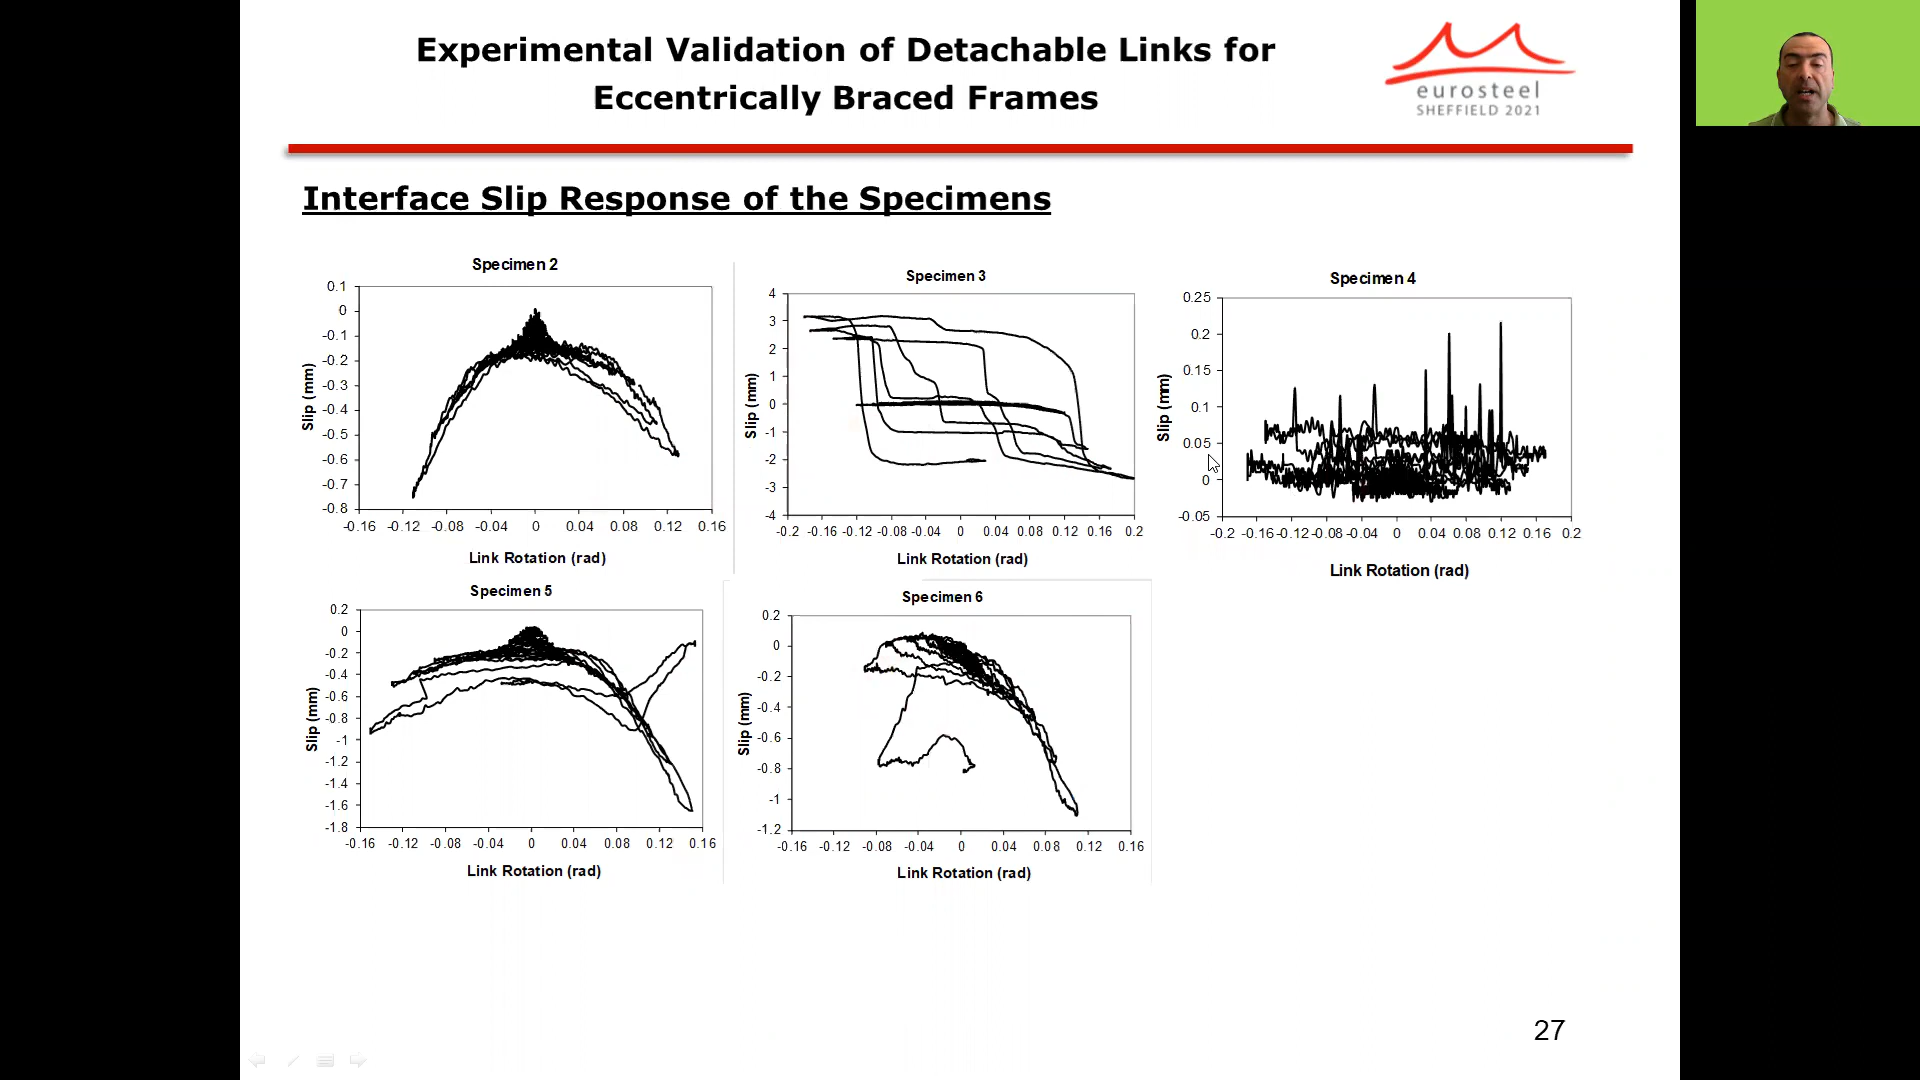 Experimental Validation of Detachable Links for
Eccentrically Braced Frames
eurosteel
SHEFFIELD 2021
Interface Slip Response of the Specimens
Specimen 2
0.1
0
-0.1
-0.2
-0.3
-0.4
-0.5
-0.6
-0.7
-0.8
Slip (mm)
-0.16 -0.12 -0.08 -0.04 0 0.04 0.08 0.12 0.16
Link Rotation (rad)
Specimen 3
4
3
2
1
0
-1
-2
-3
-4
Slip (mm)
-0.2 -0.16 -0.12 -0.08 -0.04 0 0.04 0.08 0.12 0.16 0.2
Link Rotation (rad)
Specimen 4
0.25
0.2
0.15
0.1
0.05
0
-0.05
Slip (mm)
-0.2 -0.16 -0.12 -0.08 -0.04 0 0.04 0.08 0.12 0.16 0.2
Link Rotation (rad)
Specimen 5
0.2
0
-0.2
-0.4
-0.6
-0.8
-1
-1.2
-1.4
-1.6
-1.8
Slip (mm)
-0.16 -0.12 -0.08 -0.04 0 0.04 0.08 0.12 0.16
Link Rotation (rad)
Specimen 6
0.2
0
-0.2
-0.4
-0.6
-0.8
-1
-1.2
Slip (mm)
-0.16 -0.12 -0.08 -0.04 0 0.04 0.08 0.12 0.16
Link Rotation (rad)
27